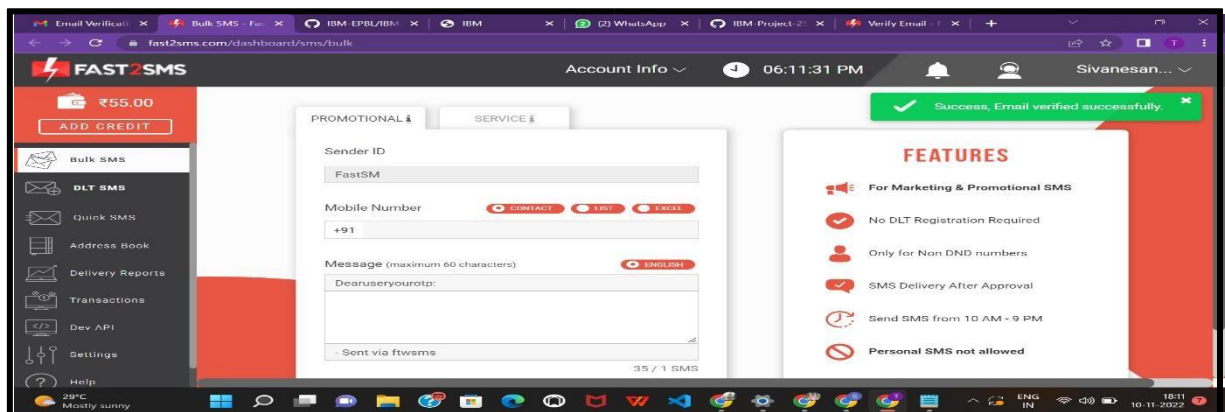 Email Verificati
Bulk SMS - Fas
IBM-EPBL/IBM
IBM
(2) WhatsApp
IBM-Project-2
Verify Email - F
fast2sms.com/dashboard/sms/bulk
FAST2SMS
Account Info
06:11:31 PM
Sivanesan...
₹55.00
ADD CREDIT
Success, Email verified successfully.
PROMOTIONAL
SERVICE
Bulk SMS
DLT SMS
Quick SMS
Address Book
Delivery Reports
Transactions
Dev API
Settings
Help
Sender ID
FastSM
Mobile Number
CONTACT
LIST
EXCEL
+91
Message (maximum 60 characters)
ENGLISH
Dearuseryourotp:
- Sent via ftwsms
35 / 1 SMS
FEATURES
For Marketing & Promotional SMS
No DLT Registration Required
Only for Non DND numbers
SMS Delivery After Approval
Send SMS from 10 AM - 9 PM
Personal SMS not allowed
29°C
Mostly sunny
ENG
IN
18:11
10-11-2022